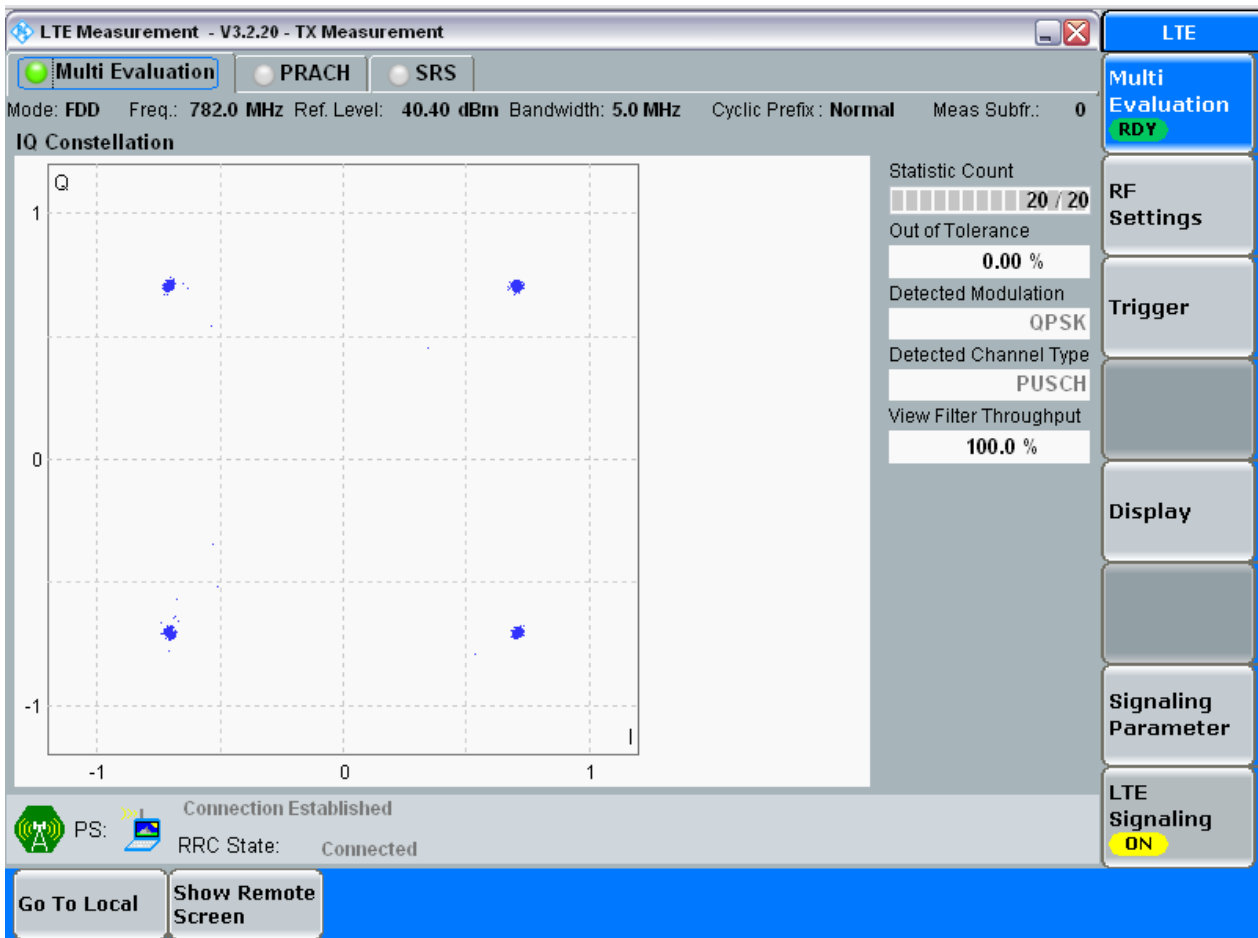 LTE Measurement - V3.2.20 - TX Measurement
LTE
Multi Evaluation PRACH SRS
Multi
Evaluation
RDY
Mode: FDD Freq.: 782.0 MHz Ref. Level: 40.40 dBm Bandwidth: 5.0 MHz Cyclic Prefix : Normal Meas Subfr.: 0
IQ Constellation
Q
1
0
-1
I
-1 0 1
Statistic Count
20 / 20
Out of Tolerance
0.00 %
Detected Modulation
QPSK
Detected Channel Type
PUSCH
View Filter Throughput
100.0 %
RF
Settings
Trigger
Display
Signaling
Parameter
LTE
Signaling
ON
PS:
Connection Established
RRC State: Connected
Go To Local
Show Remote
Screen